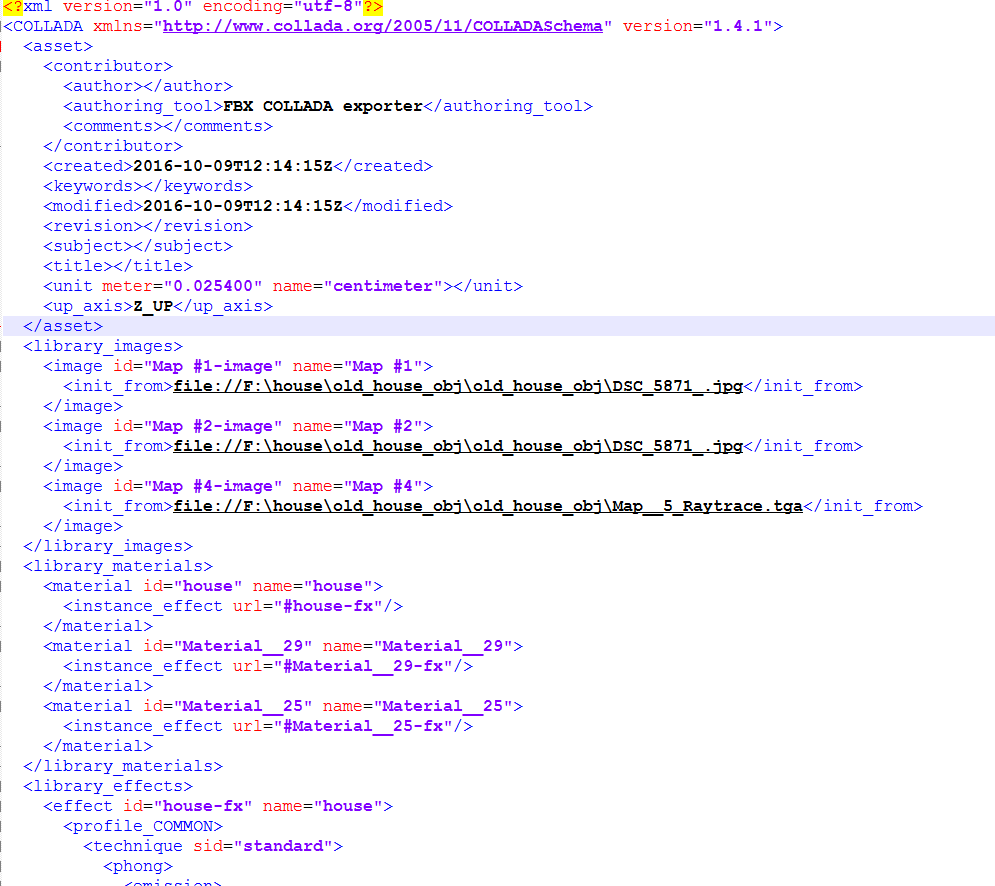 <?xml version="1.0" encoding="utf-8"?>
<COLLADA xmlns="http://www.collada.org/2005/11/COLLADASchema" version="1.4.1">
<asset>
<contributor>
<author></author>
<authoring_tool>FBX COLLADA exporter</authoring_tool>
<comments></comments>
</contributor>
<created>2016-10-09T12:14:15Z</created>
<keywords></keywords>
<modified>2016-10-09T12:14:15Z</modified>
<revision></revision>
<subject></subject>
<title></title>
<unit meter="0.025400" name="centimeter"></unit>
<up_axis>Z_UP</up_axis>
</asset>
<library_images>
<image id="Map #1-image" name="Map #1">
<init_from>file://F:\house\old_house_obj\old_house_obj\DSC_5871_.jpg</init_from>
</image>
<image id="Map #2-image" name="Map #2">
<init_from>file://F:\house\old_house_obj\old_house_obj\DSC_5871_.jpg</init_from>
</image>
<image id="Map #4-image" name="Map #4">
<init_from>file://F:\house\old_house_obj\old_house_obj\Map__5_Raytrace.tga</init_from>
</image>
</library_images>
<library_materials>
<material id="house" name="house">
<instance_effect url="#house-fx"/>
</material>
<material id="Material__29" name="Material__29">
<instance_effect url="#Material__29-fx"/>
</material>
<material id="Material__25" name="Material__25">
<instance_effect url="#Material__25-fx"/>
</material>
</library_materials>
<library_effects>
<effect id="house-fx" name="house">
<profile_COMMON>
<technique sid="standard">
<phong>
<emission>